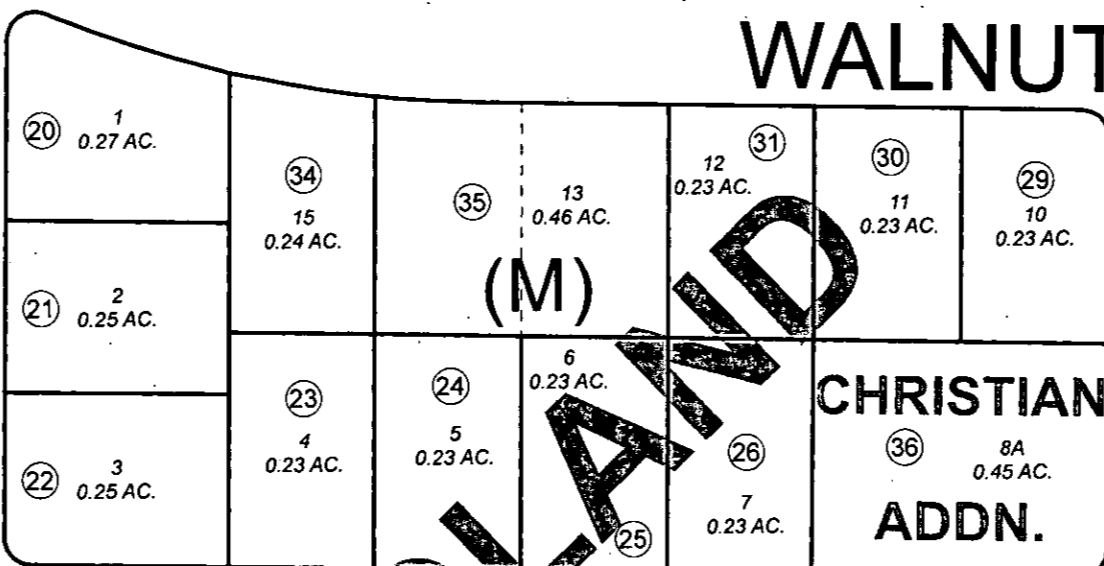 WALNUT
20
1
0.27 AC.
34
15
0.24 AC.
35
13
0.46 AC.
31
12
0.23 AC.
30
11
0.23 AC.
29
10
0.23 AC.
(M)
21
2
0.25 AC.
22
3
0.25 AC.
23
4
0.23 AC.
24
5
0.23 AC.
6
0.23 AC.
25
26
7
0.23 AC.
CHRISTIAN
36
8A
0.45 AC.
ADDN.
LAND